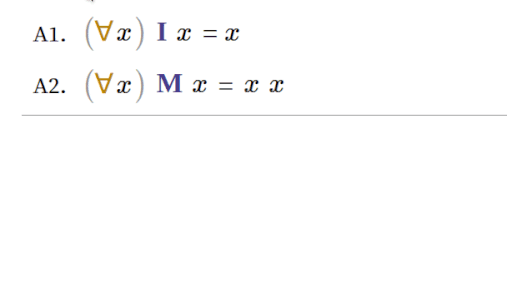 A1. (∀x) I x = x
A2. (∀x) M x = x x